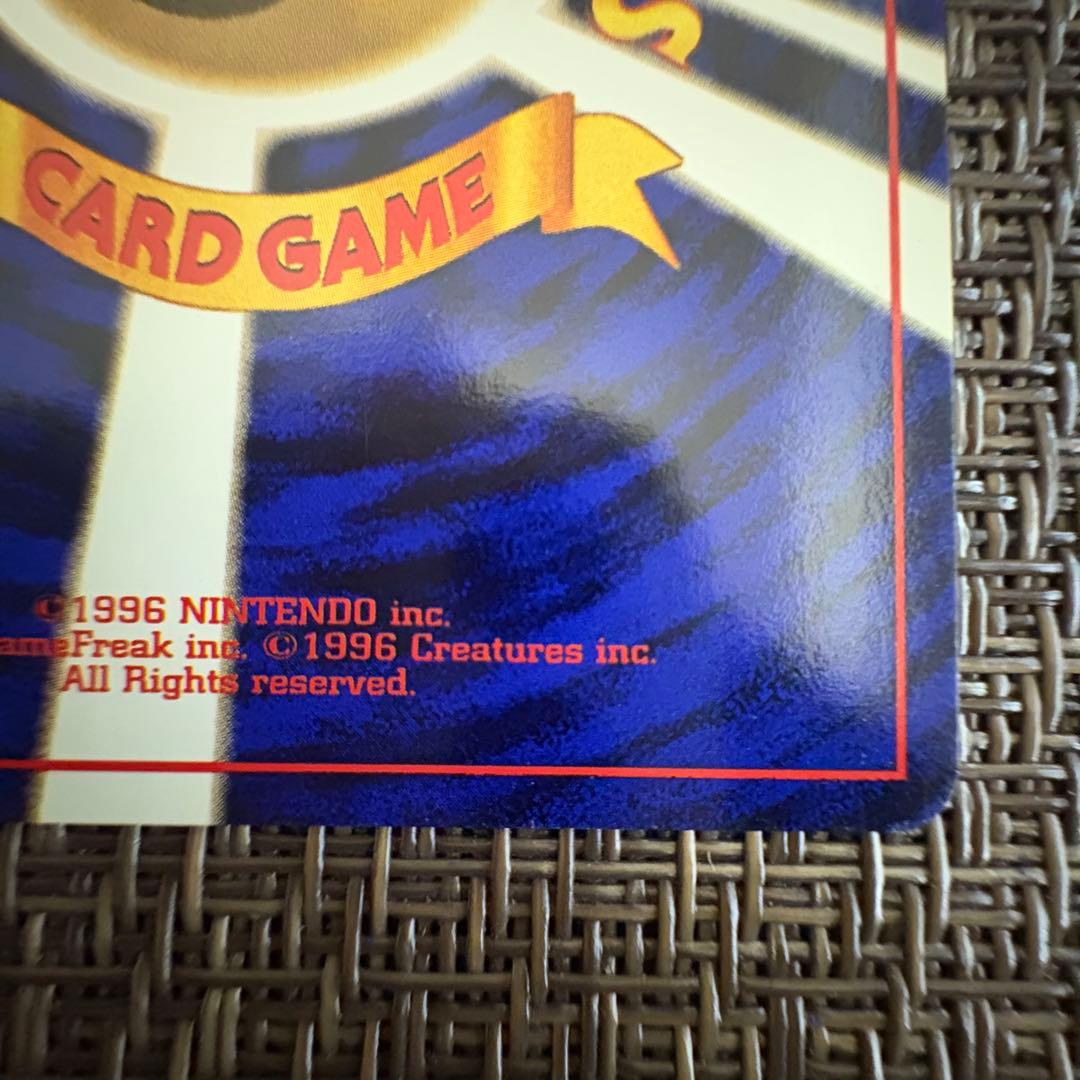 S
CARD GAME
©1996 NINTENDO inc.
ameFreak inc. ©1996 Creatures inc.
All Rights reserved.